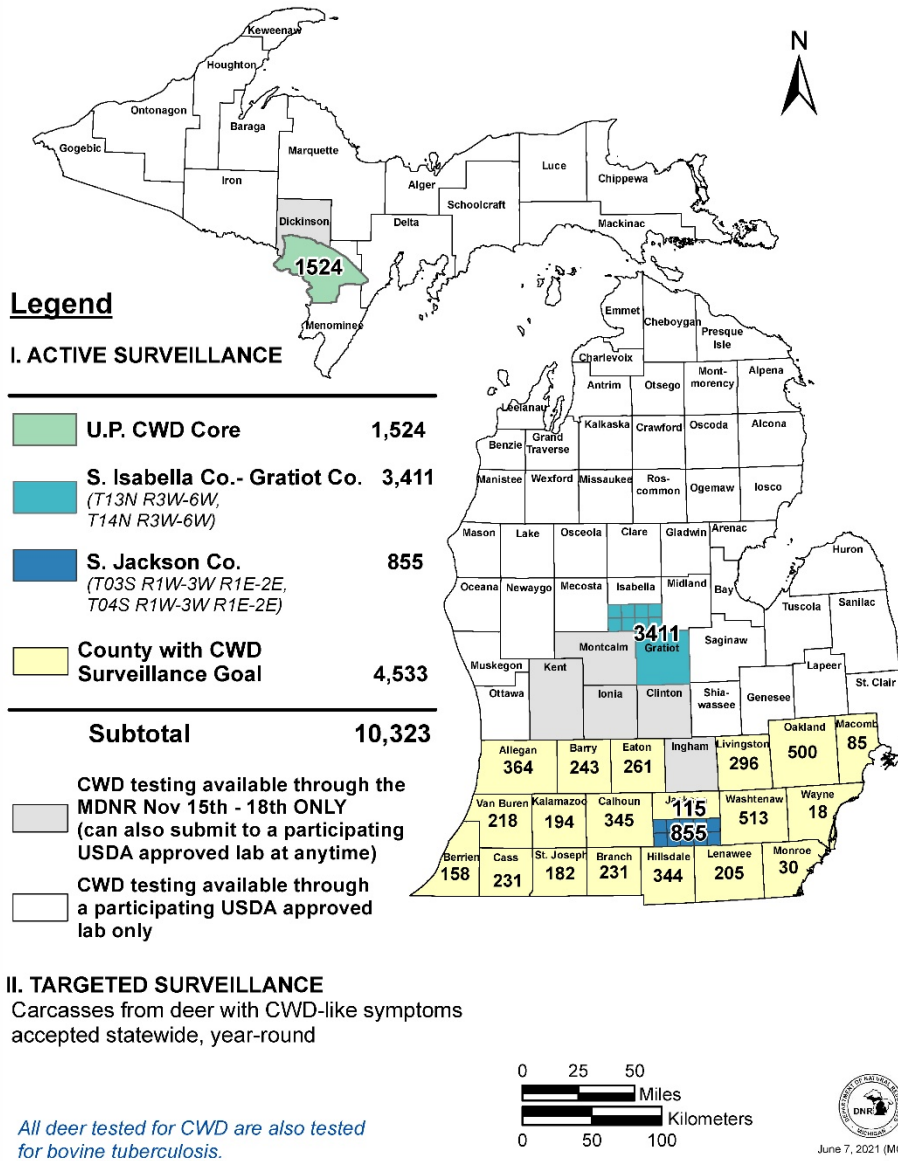 Keweenaw
Houghton
Ontonagon
Baraga
Gogebic
Marquette
Iron
Luce
Chippewa
Alger
Schoolcraft
Dickinson
Delta
Mackinac
1524
Menominee
N
Legend
I. ACTIVE SURVEILLANCE
U.P. CWD Core 1,524
S. Isabella Co.- Gratiot Co. 3,411
(T13N R3W-6W,
T14N R3W-6W)
S. Jackson Co. 855
(T03S R1W-3W R1E-2E,
T04S R1W-3W R1E-2E)
County with CWD
Surveillance Goal 4,533
Subtotal 10,323
CWD testing available through the
MDNR Nov 15th - 18th ONLY
(can also submit to a participating
USDA approved lab at anytime)
CWD testing available through
a participating USDA approved
lab only
II. TARGETED SURVEILLANCE
Carcasses from deer with CWD-like symptoms
accepted statewide, year-round
All deer tested for CWD are also tested
for bovine tuberculosis.
Emmet
Cheboygan
Presque
Isle
Charlevoix
Antrim
Otsego
Mont-
morency
Alpena
Leelanau
Benzie
Grand
Traverse
Kalkaska
Crawford
Oscoda
Alcona
Manistee
Wexford
Missaukee
Ros-
common
Ogemaw
Iosco
Mason
Lake
Osceola
Clare
Gladwin
Arenac
Huron
Oceana
Newaygo
Mecosta
Isabella
Midland
Bay
Tuscola
Sanilac
3411
Montcalm
Gratiot
Saginaw
Muskegon
Kent
Lapeer
St. Clair
Ottawa
Ionia
Clinton
Shia-
wassee
Genesee
Allegan
364
Barry
243
Eaton
261
Ingham
Livingston
296
Oakland
500
Macomb
85
Van Buren
218
Kalamazoo
194
Calhoun
345
115
855
Washtenaw
513
Wayne
18
Berrien
158
Cass
231
St. Joseph
182
Branch
231
Hillsdale
344
Lenawee
205
Monroe
30
0 25 50
Miles
Kilometers
0 50 100
DEPARTMENT OF NATURAL RESOURCES
DNR
MICHIGAN
June 7, 2021